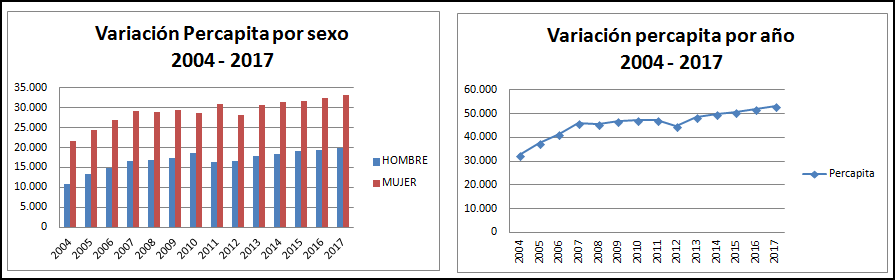 Variación Percapita por sexo
2004 - 2017
35.000
30.000
25.000
20.000
15.000
10.000
5.000
0
2004 2005 2006 2007 2008 2009 2010 2011 2012 2013 2014 2015 2016 2017
HOMBRE
MUJER
Variación percapita por año
2004 - 2017
60.000
50.000
40.000
30.000
20.000
10.000
0
2004 2005 2006 2007 2008 2009 2010 2011 2012 2013 2014 2015 2016 2017
Percapita